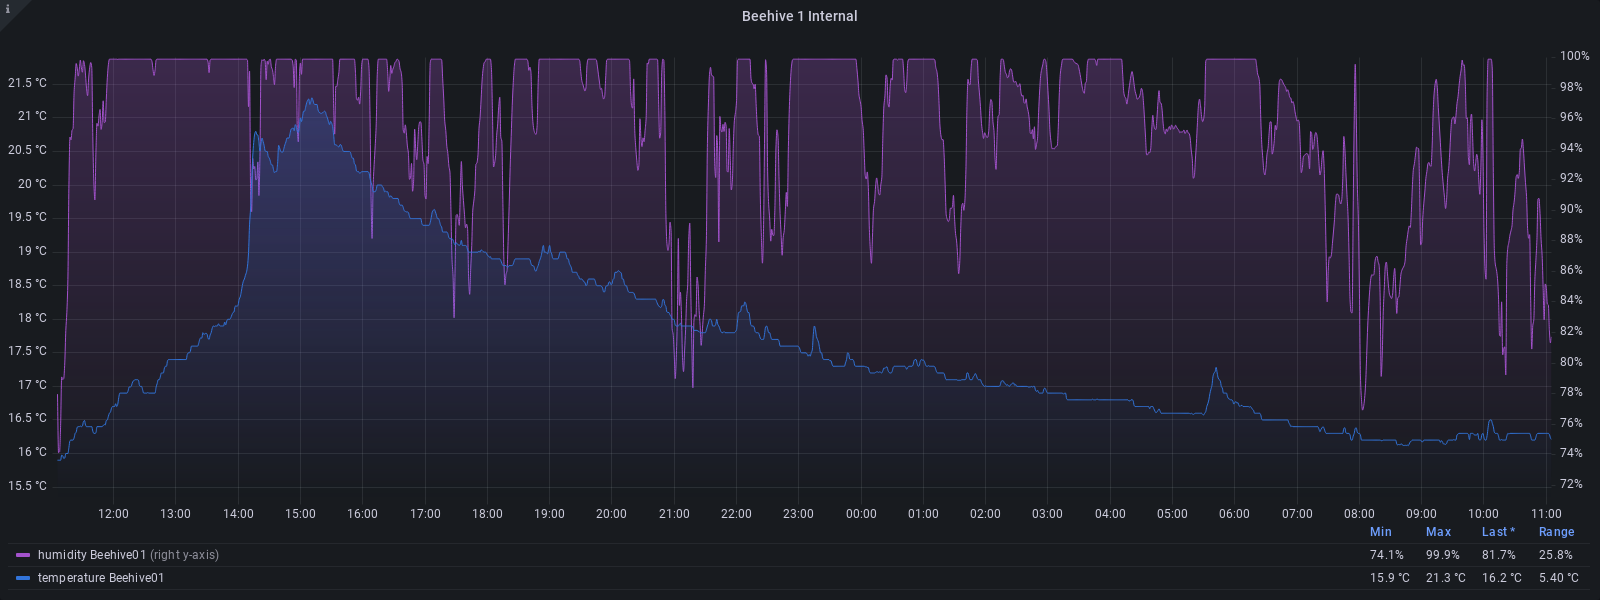 i
Beehive 1 Internal
100%
21.5 °C 98%
21 °C 96%
20.5 °C 94%
20 °C 92%
19.5 °C 90%
19 °C 88%
18.5 °C 86%
18 °C 84%
17.5 °C 82%
17 °C 80%
16.5 °C 78%
16 °C 76%
15.5 °C 74%
72%
12:00 13:00 14:00 15:00 16:00 17:00 18:00 19:00 20:00 21:00 22:00 23:00 00:00 01:00 02:00 03:00 04:00 05:00 06:00 07:00 08:00 09:00 10:00 11:00
Min Max Last * Range
humidity Beehive01 (right y-axis) 74.1% 99.9% 81.7% 25.8%
temperature Beehive01 15.9 °C 21.3 °C 16.2 °C 5.40 °C